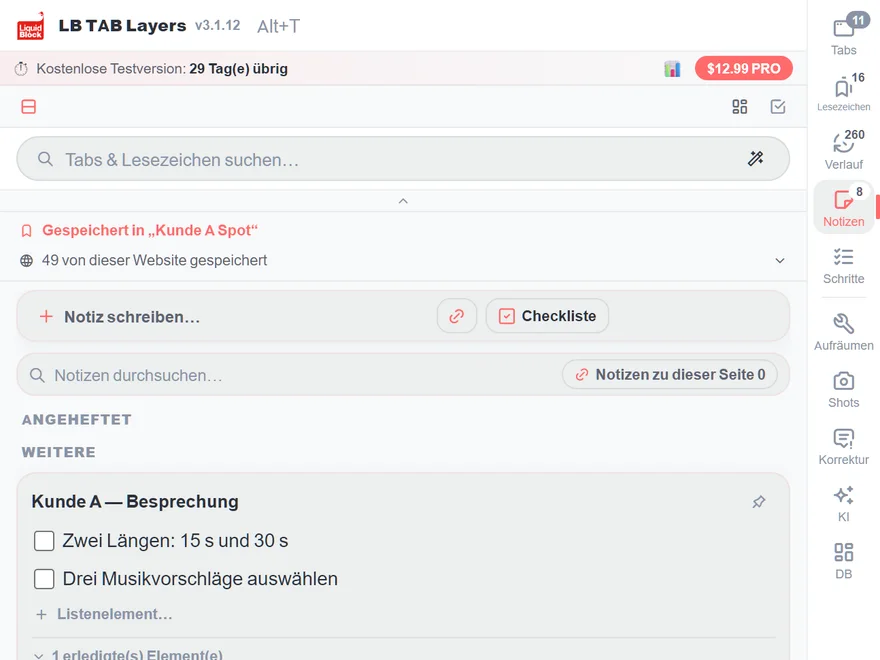 Liquid Block
LB TAB Layers v3.1.12 Alt+T
Kostenlose Testversion: 29 Tag(e) übrig
$12.99 PRO
Tabs & Lesezeichen suchen…
Gespeichert in „Kunde A Spot“
49 von dieser Website gespeichert
Notiz schreiben…
Checkliste
Notizen durchsuchen…
Notizen zu dieser Seite 0
ANGEHEFTET
WEITERE
Kunde A — Besprechung
Zwei Längen: 15 s und 30 s
Drei Musikvorschläge auswählen
Listenelement…
1 erledigte(s) Element(e)
11
Tabs
16
Lesezeichen
260
Verlauf
8
Notizen
Schritte
Aufräumen
Shots
Korrektur
KI
DB